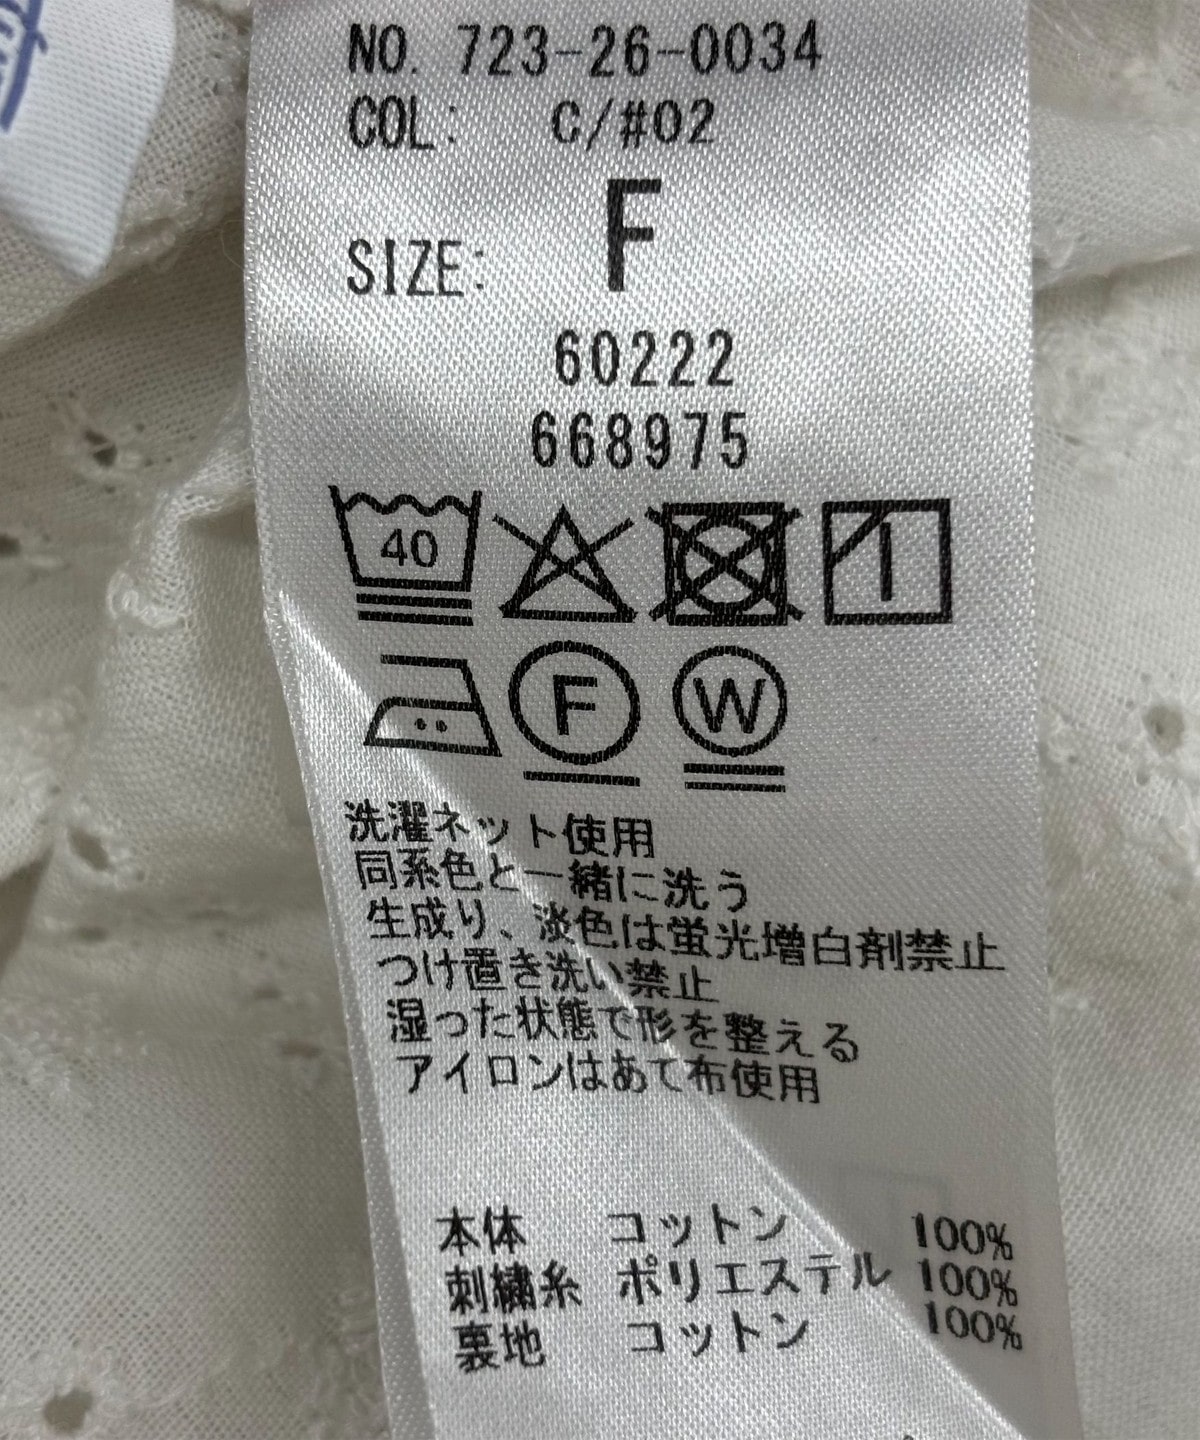 NO. 723-26-0034
COL: C/#02
SIZE: F
60222
668975
40
F W
洗濯ネット使用
同系色と一緒に洗う
生成り、淡色は蛍光増白剤禁止
つけ置き洗い禁止
湿った状態で形を整える
アイロンはあて布使用
本体 コットン 100%
刺繍糸 ポリエステル 100%
裏地 コットン 100%